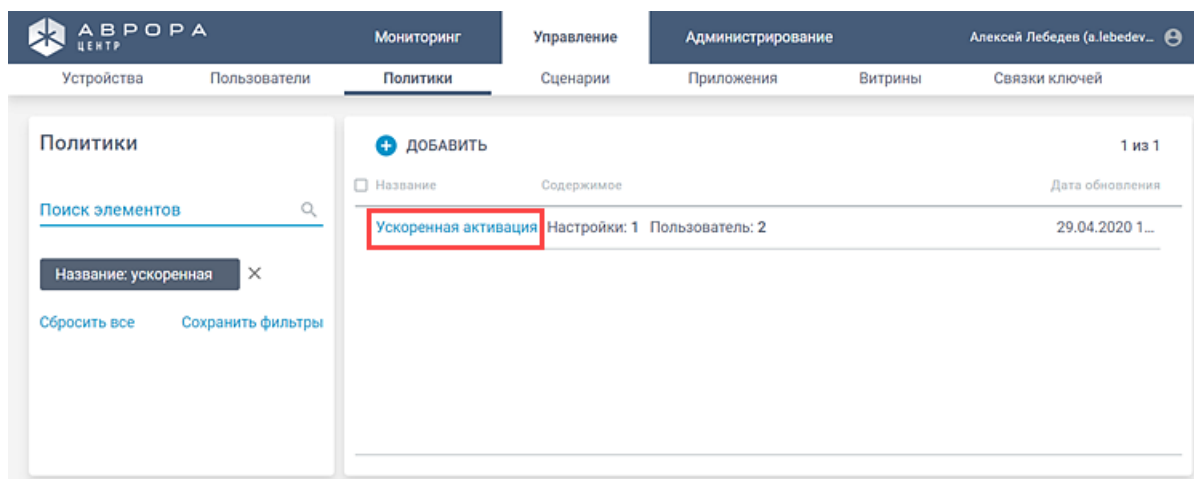 АВРОРА
ЦЕНТР
Мониторинг Управление Администрирование Алексей Лебедев (a.lebedev...
Устройства Пользователи Политики Сценарии Приложения Витрины Связки ключей
Политики
ДОБАВИТЬ 1 из 1
Название Содержимое Дата обновления
Поиск элементов
Ускоренная активация Настройки: 1 Пользователь: 2 29.04.2020 1...
Название: ускоренная
Сбросить все Сохранить фильтры